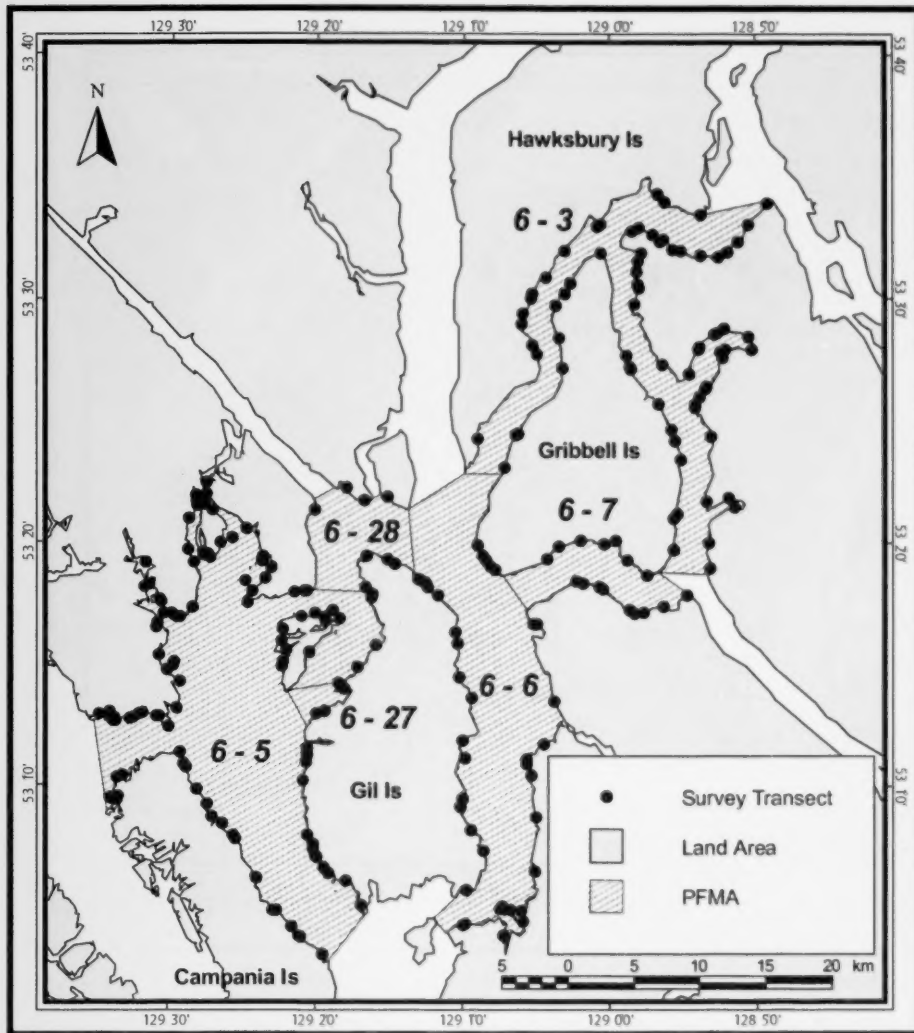 129 30 129 20 129 10 129 00 128 50
53 40 53 40
N
Hawksbury Is
6 - 3
53 30 53 30
Gribbell Is
6 - 7
6 - 28
53 20 53 20
6 - 6
6 - 27
6 - 5
Gil Is
53 10 53 10
Survey Transect
Land Area
PFMA
Campania Is
5 0 5 10 15 20 km
129 30 129 20 129 10 129 00 128 50